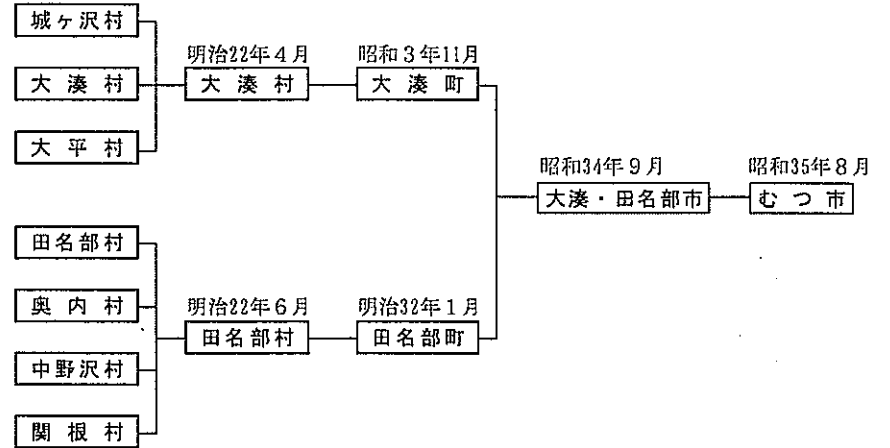 城ヶ沢村
明治22年4月 昭和3年11月
大湊村 大湊村 大湊町
大平村
昭和34年9月 昭和35年8月
大湊・田名部市 むつ市
田名部村
奥内村
明治22年6月 明治32年1月
田名部村 田名部町
中野沢村
関根村